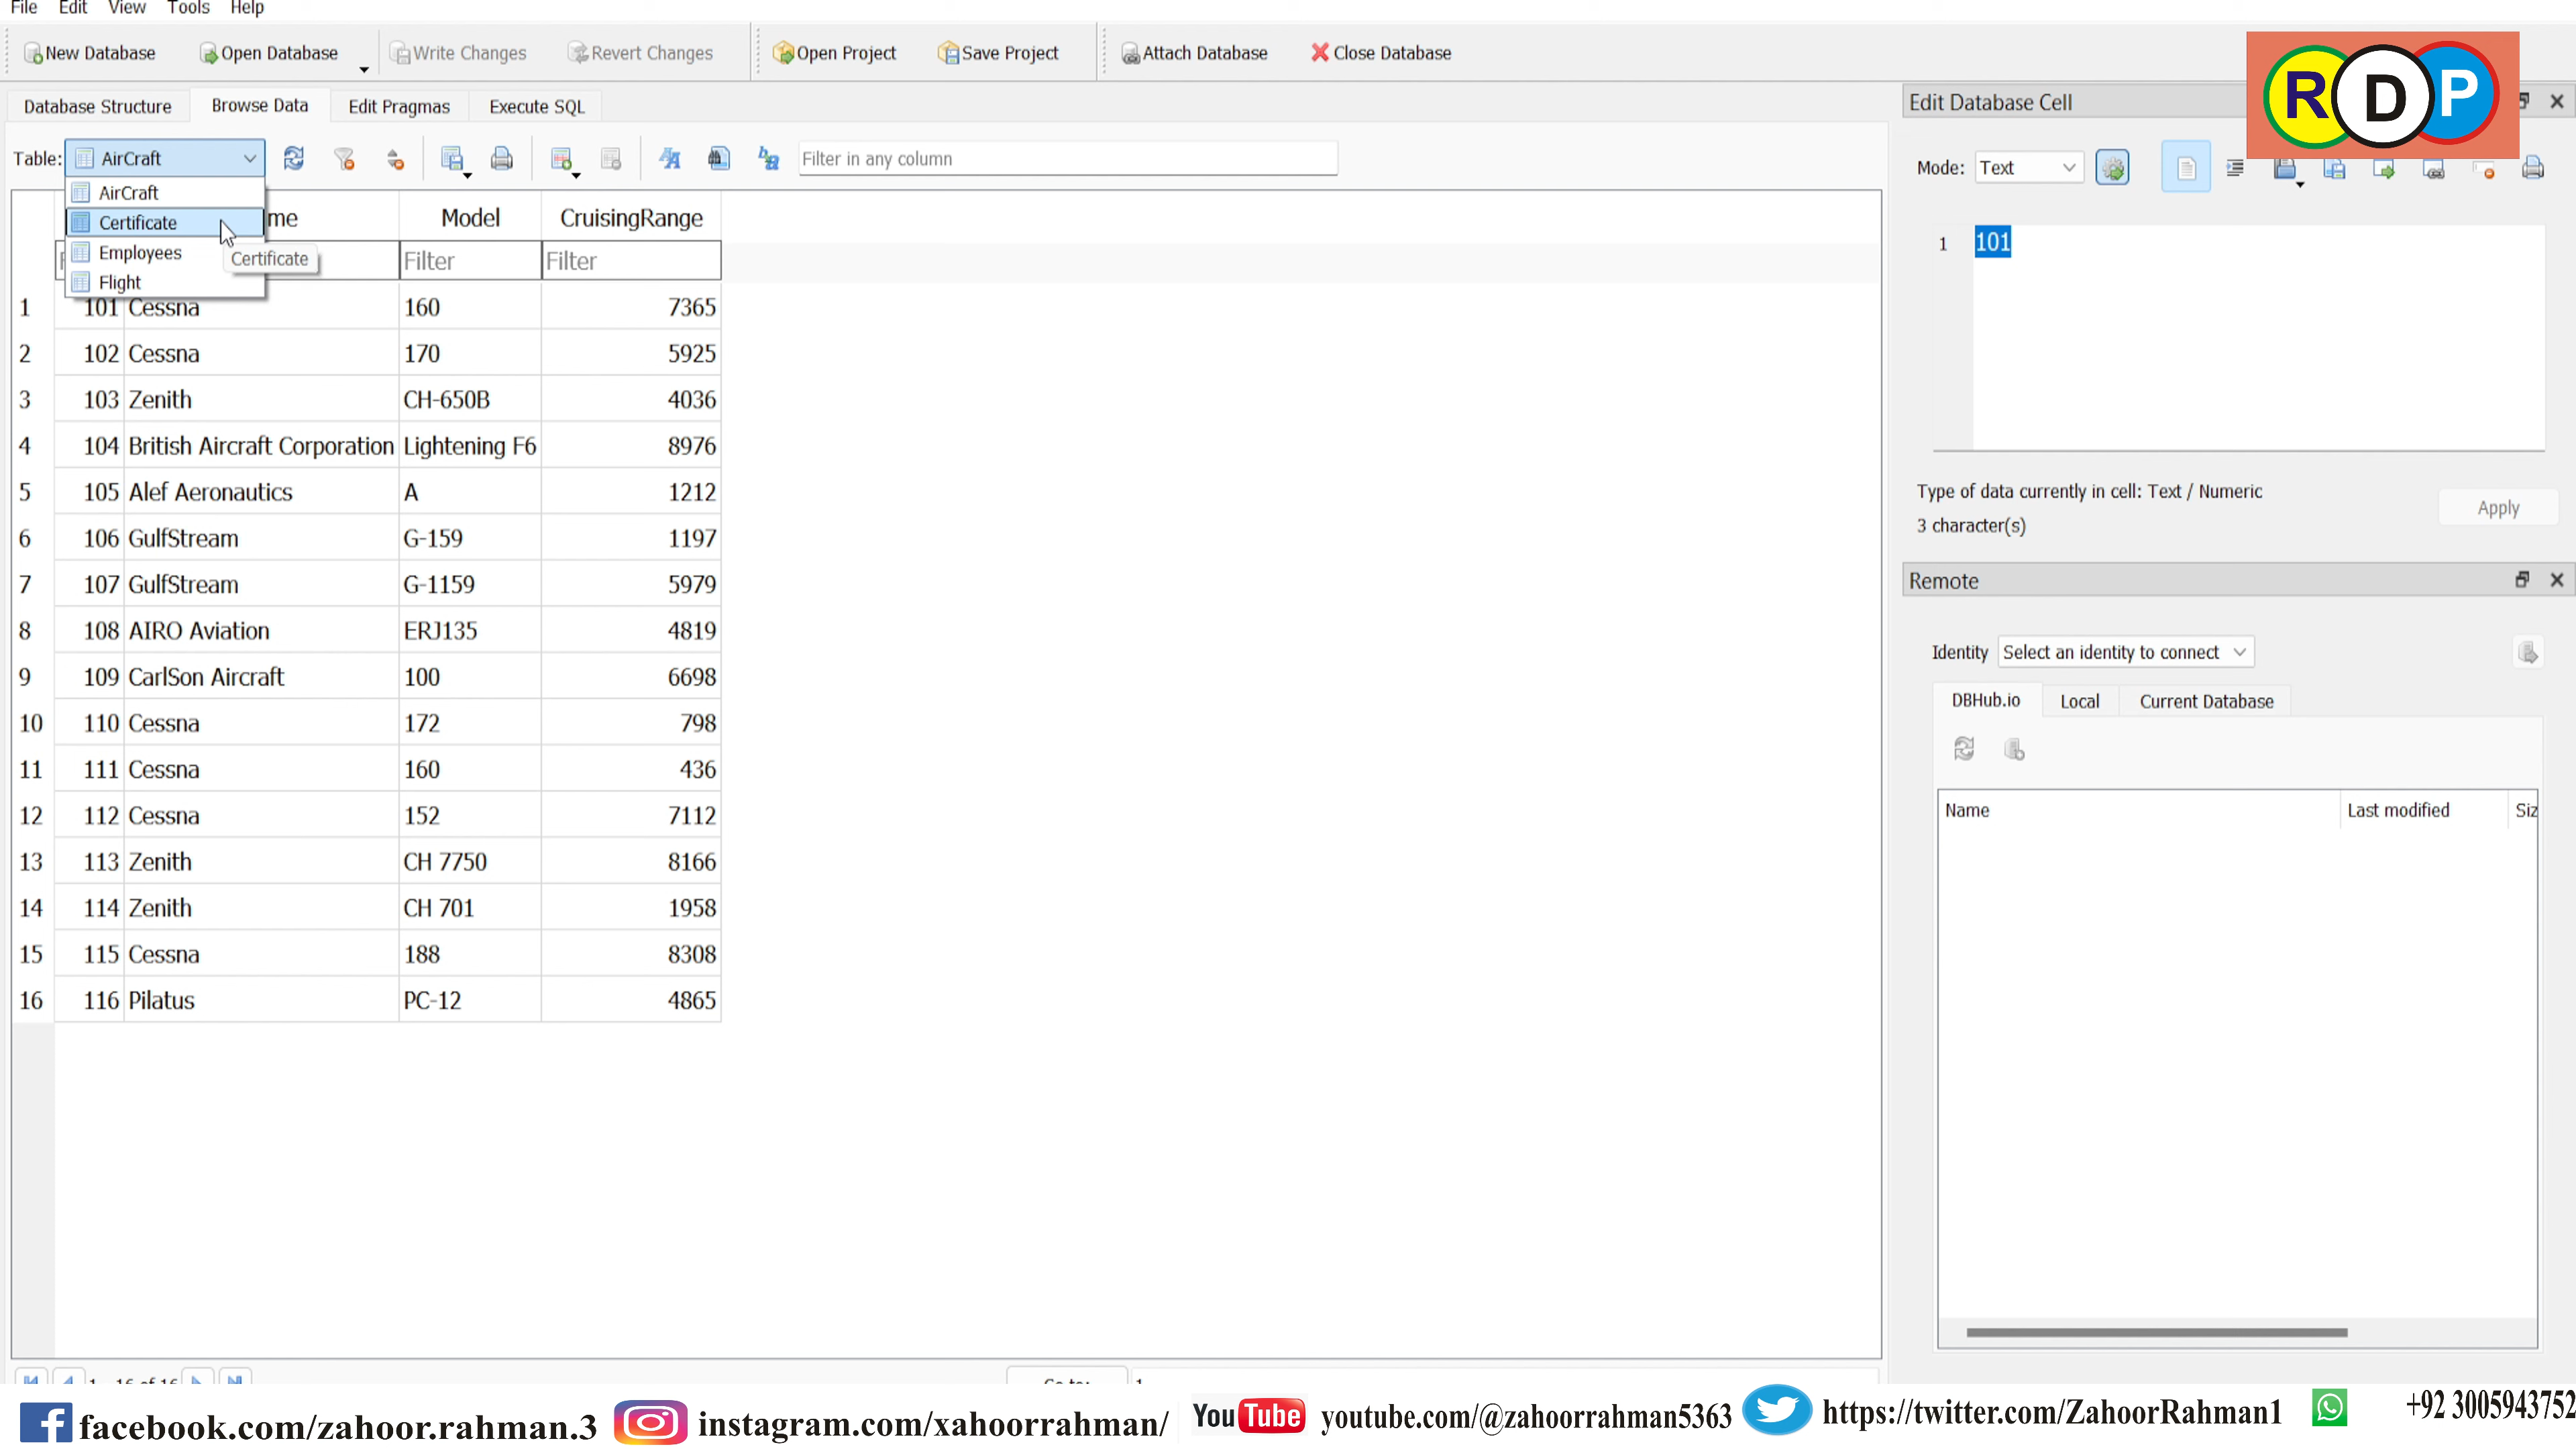 File Edit View Tools Help
New Database Open Database Write Changes Revert Changes Open Project Save Project Attach Database Close Database
RDP
Database Structure Browse Data Edit Pragmas Execute SQL
Edit Database Cell
Table: AirCraft Filter in any column
Mode: Text
AirCraft
Certificate
Employees
Flight
Certificate
me Model CruisingRange
Filter Filter
1 101 Cessna 160 7365
2 102 Cessna 170 5925
3 103 Zenith CH-650B 4036
4 104 British Aircraft Corporation Lightening F6 8976
5 105 Alef Aeronautics A 1212
6 106 GulfStream G-159 1197
7 107 GulfStream G-1159 5979
8 108 AIRO Aviation ERJ135 4819
9 109 CarlSon Aircraft 100 6698
10 110 Cessna 172 798
11 111 Cessna 160 436
12 112 Cessna 152 7112
13 113 Zenith CH 7750 8166
14 114 Zenith CH 701 1958
15 115 Cessna 188 8308
16 116 Pilatus PC-12 4865
1 101
Type of data currently in cell: Text / Numeric
3 character(s)
Apply
Remote
Identity Select an identity to connect
DBHub.io Local Current Database
Name Last modified Siz
1 - 16 of 16 Go to: 1
facebook.com/zahoor.rahman.3 instagram.com/xahoorrahman/ YouTube youtube.com/@zahoorrahman5363 https://twitter.com/ZahoorRahman1 +92 3005943752